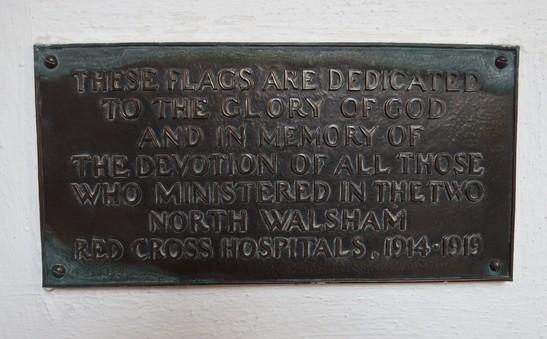 THESE FLAGS ARE DEDICATED
TO THE GLORY OF GOD
AND IN MEMORY OF
THE DEVOTION OF ALL THOSE
WHO MINISTERED IN THE TWO
NORTH WALSHAM
RED CROSS HOSPITALS. 1914-1919